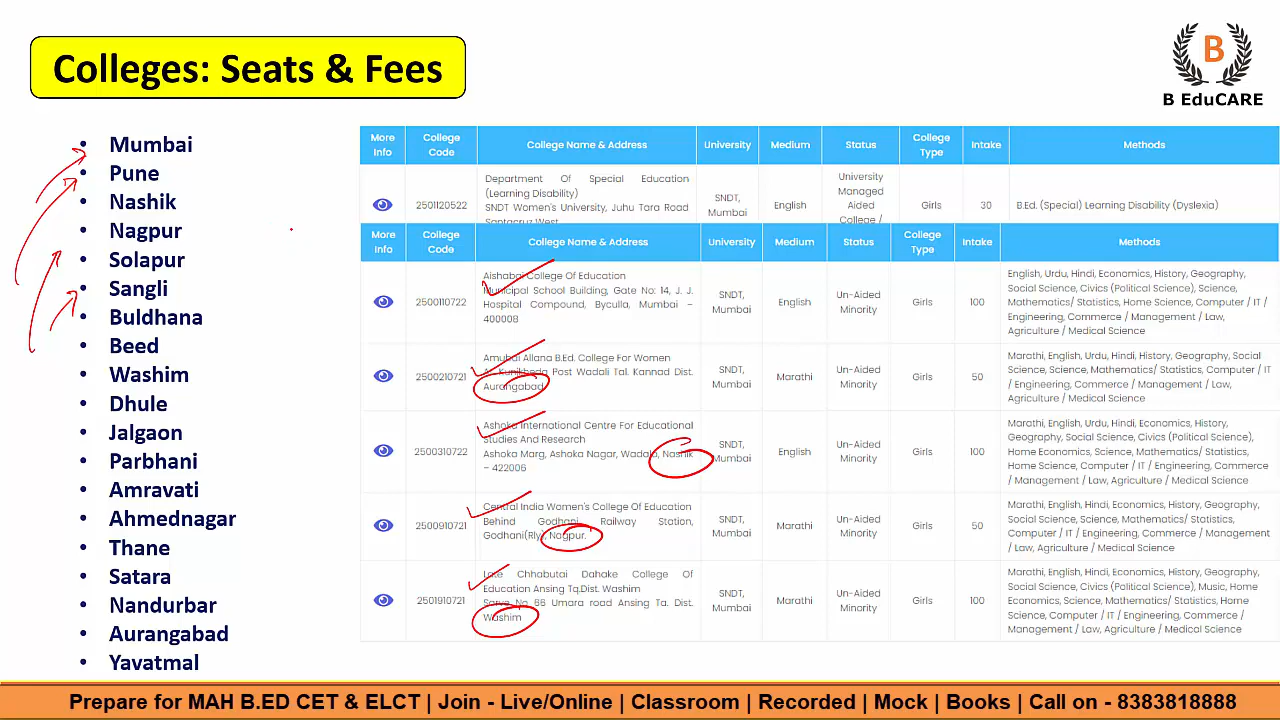 Colleges: Seats & Fees
B
B EduCARE
• Mumbai
• Pune
• Nashik
• Nagpur
• Solapur
• Sangli
• Buldhana
• Beed
• Washim
• Dhule
• Jalgaon
• Parbhani
• Amravati
• Ahmednagar
• Thane
• Satara
• Nandurbar
• Aurangabad
• Yavatmal
More Info College Code College Name & Address University Medium Status College Type Intake Methods
2501120522
Department Of Special Education
(Learning Disability)
SNDT Women's University, Juhu Tara Road
Santacruz West
SNDT, Mumbai
English
University
Managed
Aided
College /
Girls
30
B.Ed. (Special) Learning Disability (Dyslexia)
More Info College Code College Name & Address University Medium Status College Type Intake Methods
2500110722
Aishabai College Of Education
Municipal School Building, Gate No: 14, J. J.
Hospital Compound, Byculla, Mumbai –
400008
SNDT, Mumbai
English
Un-Aided Minority
Girls
100
English, Urdu, Hindi, Economics, History, Geography,
Social Science, Civics (Political Science), Science,
Mathematics/ Statistics, Home Science, Computer / IT /
Engineering, Commerce / Management / Law,
Agriculture / Medical Science
2500210721
Amubai Allana B.Ed. College For Women
At Kunjkheda Post Wadali Tal. Kannad Dist.
Aurangabad
SNDT, Mumbai
Marathi
Un-Aided Minority
Girls
50
Marathi, English, Urdu, Hindi, History, Geography, Social
Science, Science, Mathematics/ Statistics, Computer / IT
/ Engineering, Commerce / Management / Law,
Agriculture / Medical Science
2500310722
Ashoka International Centre For Educational
Studies And Research
Ashoka Marg, Ashoka Nagar, Wadala, Nashik
– 422006
SNDT, Mumbai
English
Un-Aided Minority
Girls
100
Marathi, English, Urdu, Hindi, Economics, History,
Geography, Social Science, Civics (Political Science),
Home Economics, Science, Mathematics/ Statistics,
Home Science, Computer / IT / Engineering, Commerce
/ Management / Law, Agriculture / Medical Science
2500910721
Central India Women's College Of Education
Behind Godhani Railway Station,
Godhani(Rly), Nagpur.
SNDT, Mumbai
Marathi
Un-Aided Minority
Girls
50
Marathi, English, Hindi, Economics, History, Geography,
Social Science, Science, Mathematics/ Statistics,
Computer / IT / Engineering, Commerce / Management
/ Law, Agriculture / Medical Science
2501910721
Late Chhabutai Dahake College Of
Education Ansing Tq.Dist. Washim
Sarve No 66 Umara road Ansing Ta. Dist.
Washim
SNDT, Mumbai
Marathi
Un-Aided Minority
Girls
100
Marathi, English, Hindi, Economics, History, Geography,
Social Science, Civics (Political Science), Music, Home
Economics, Science, Mathematics/ Statistics, Home
Science, Computer / IT / Engineering, Commerce /
Management / Law, Agriculture / Medical Science
Prepare for MAH B.ED CET & ELCT | Join - Live/Online | Classroom | Recorded | Mock | Books | Call on - 8383818888